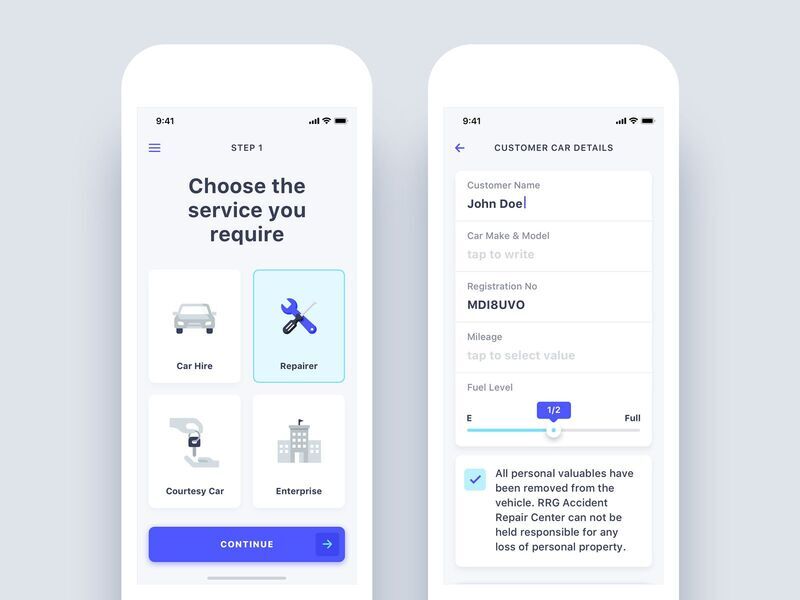 9:41
STEP 1
Choose the
service you
require
Car Hire
Repairer
Courtesy Car
Enterprise
CONTINUE
9:41
CUSTOMER CAR DETAILS
Customer Name
John Doe
Car Make & Model
tap to write
Registration No
MDI8UVO
Mileage
tap to select value
Fuel Level
1/2
E
Full
All personal valuables have
been removed from the
vehicle. RRG Accident
Repair Center can not be
held responsible for any
loss of personal property.